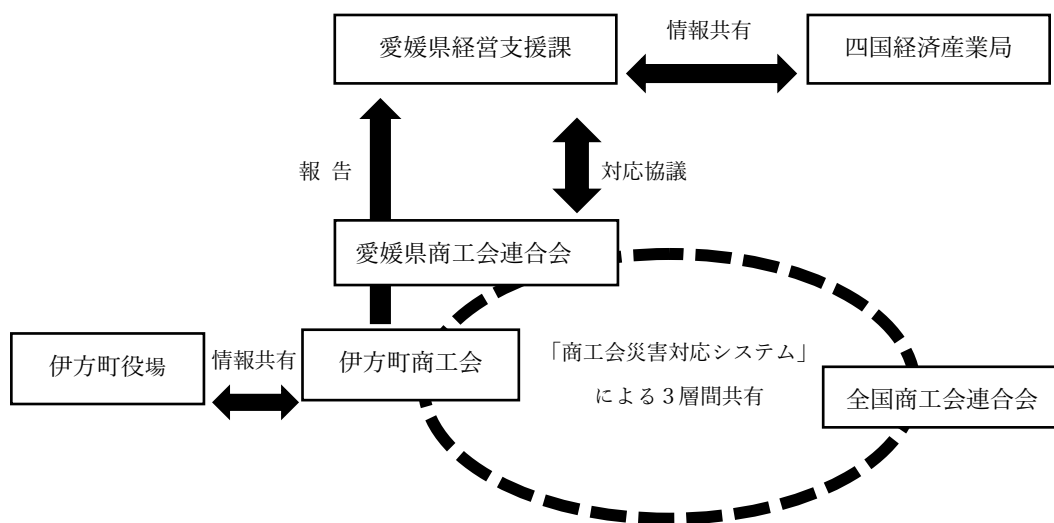 情報共有
愛媛県経営支援課
四国経済産業局
報 告
対応協議
愛媛県商工会連合会
伊方町役場
情報共有
伊方町商工会
「商工会災害対応システム」
による３層間共有
全国商工会連合会